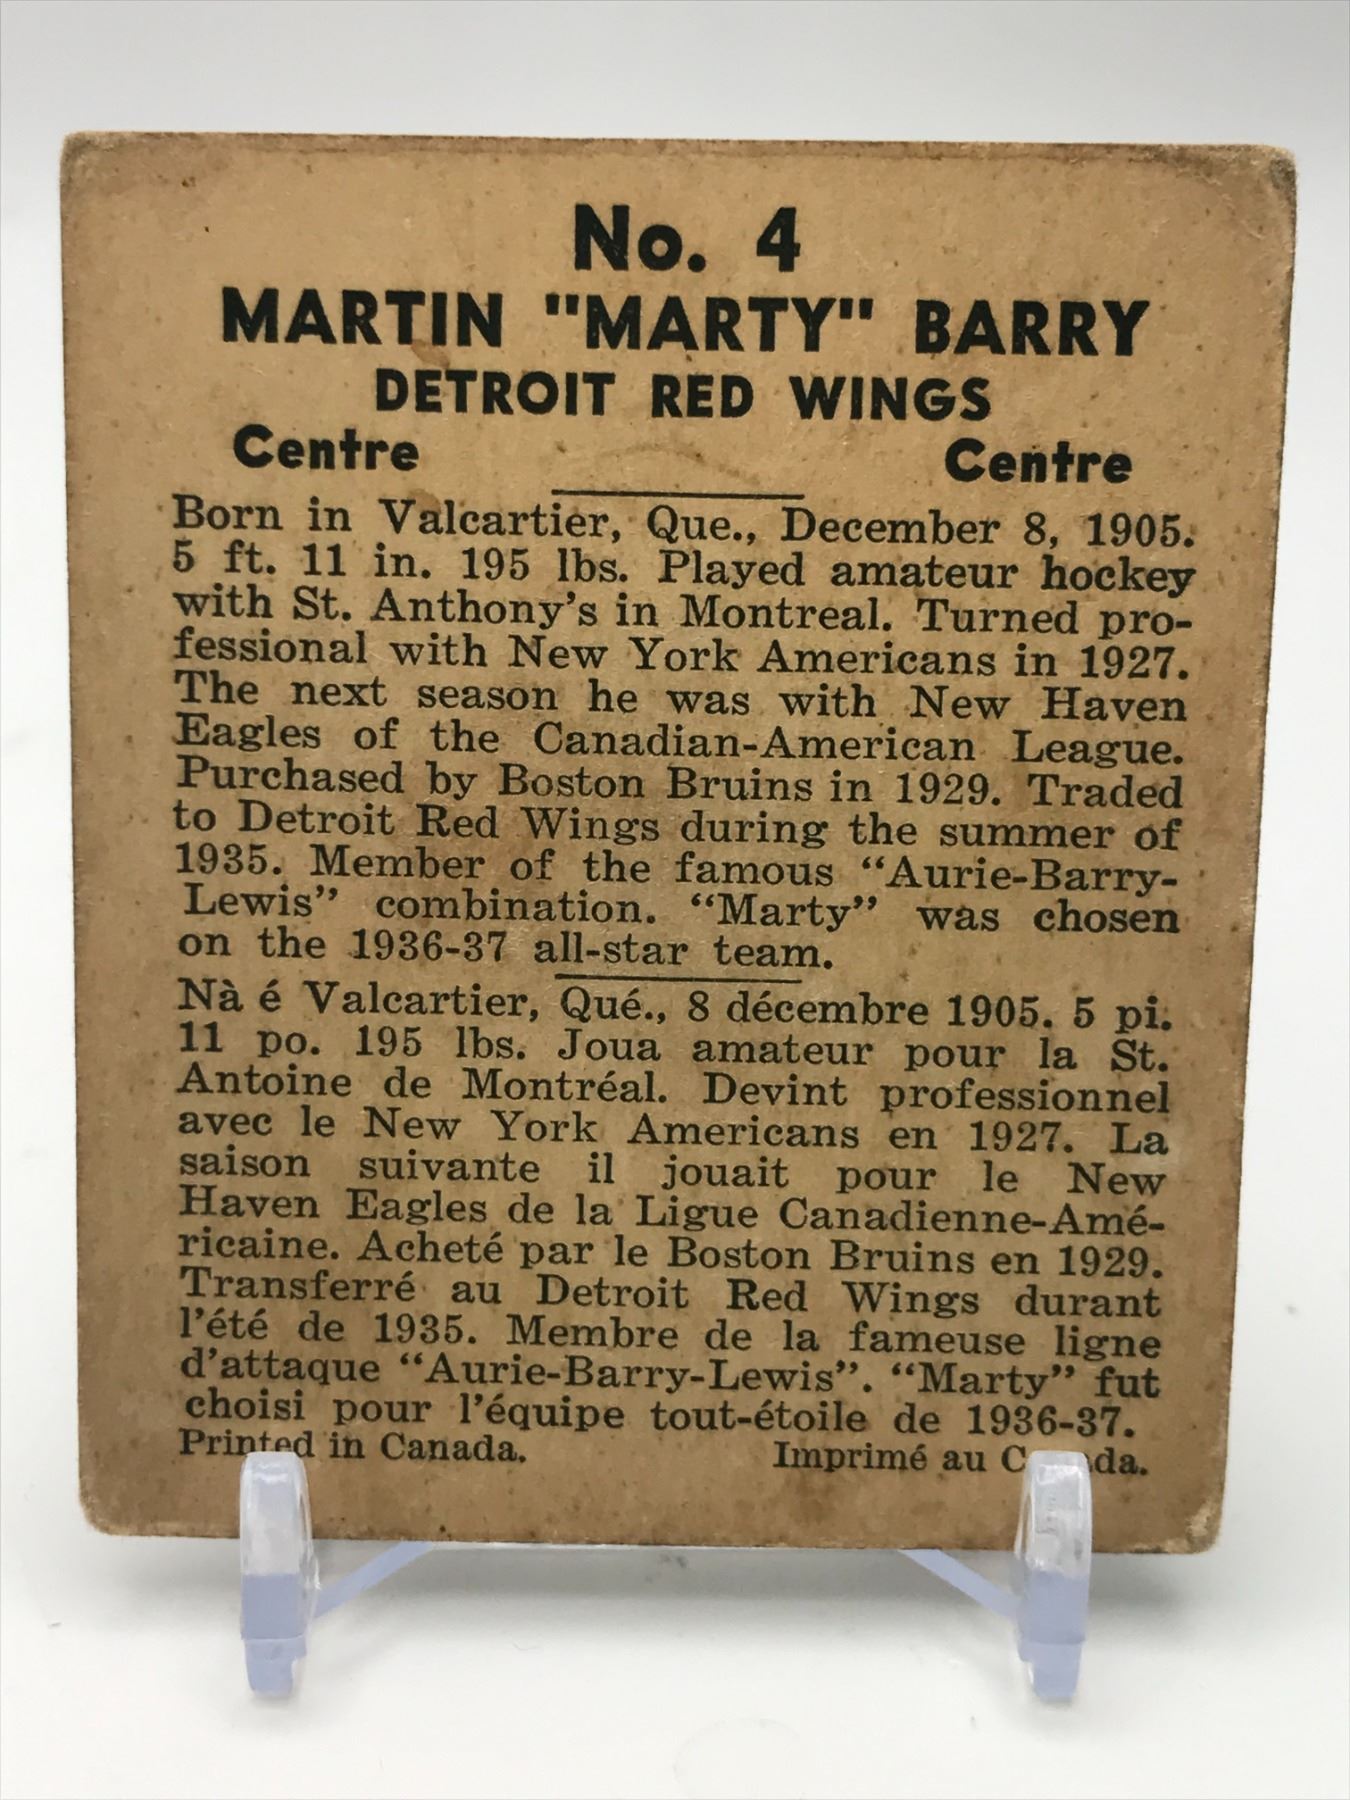 No. 4
MARTIN "MARTY" BARRY
DETROIT RED WINGS
Centre Centre
Born in Valcartier, Que., December 8, 1905.
5 ft. 11 in. 195 lbs. Played amateur hockey
with St. Anthony's in Montreal. Turned pro-
fessional with New York Americans in 1927.
The next season he was with New Haven
Eagles of the Canadian-American League.
Purchased by Boston Bruins in 1929. Traded
to Detroit Red Wings during the summer of
1935. Member of the famous “Aurie-Barry-
Lewis” combination. “Marty” was chosen
on the 1936-37 all-star team.
Nà é Valcartier, Qué., 8 décembre 1905. 5 pi.
11 po. 195 lbs. Joua amateur pour la St.
Antoine de Montréal. Devint professionnel
avec le New York Americans en 1927. La
saison suivante il jouait pour le New
Haven Eagles de la Ligue Canadienne-Amé-
ricaine. Acheté par le Boston Bruins en 1929.
Transferré au Detroit Red Wings durant
l'été de 1935. Membre de la fameuse ligne
d'attaque “Aurie-Barry-Lewis”. “Marty” fut
choisi pour l'équipe tout-étoile de 1936-37.
Printed in Canada. Imprimé au Canada.